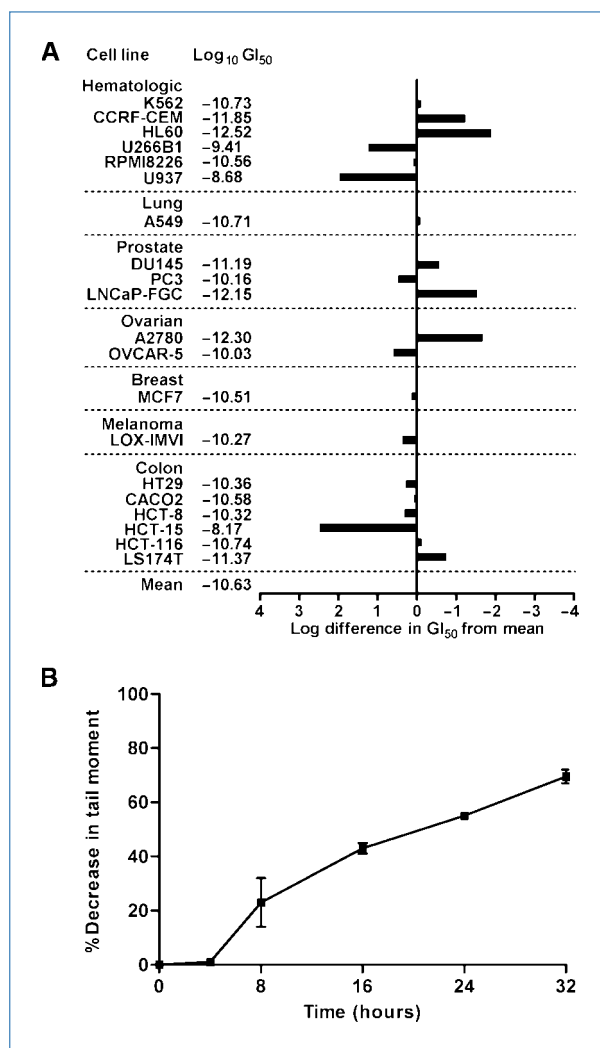 A
Cell line Log10 GI50
Hematologic
K562 −10.73
CCRF-CEM −11.85
HL60 −12.52
U266B1 −9.41
RPMI8226 −10.56
U937 −8.68
Lung
A549 −10.71
Prostate
DU145 −11.19
PC3 −10.16
LNCaP-FGC −12.15
Ovarian
A2780 −12.30
OVCAR-5 −10.03
Breast
MCF7 −10.51
Melanoma
LOX-IMVI −10.27
Colon
HT29 −10.36
CACO2 −10.58
HCT-8 −10.32
HCT-15 −8.17
HCT-116 −10.74
LS174T −11.37
Mean −10.63
4 3 2 1 0 −1 −2 −3 −4
Log difference in GI50 from mean
B
100
80
60
40
20
0
0 8 16 24 32
%Decrease in tail moment
Time (hours)